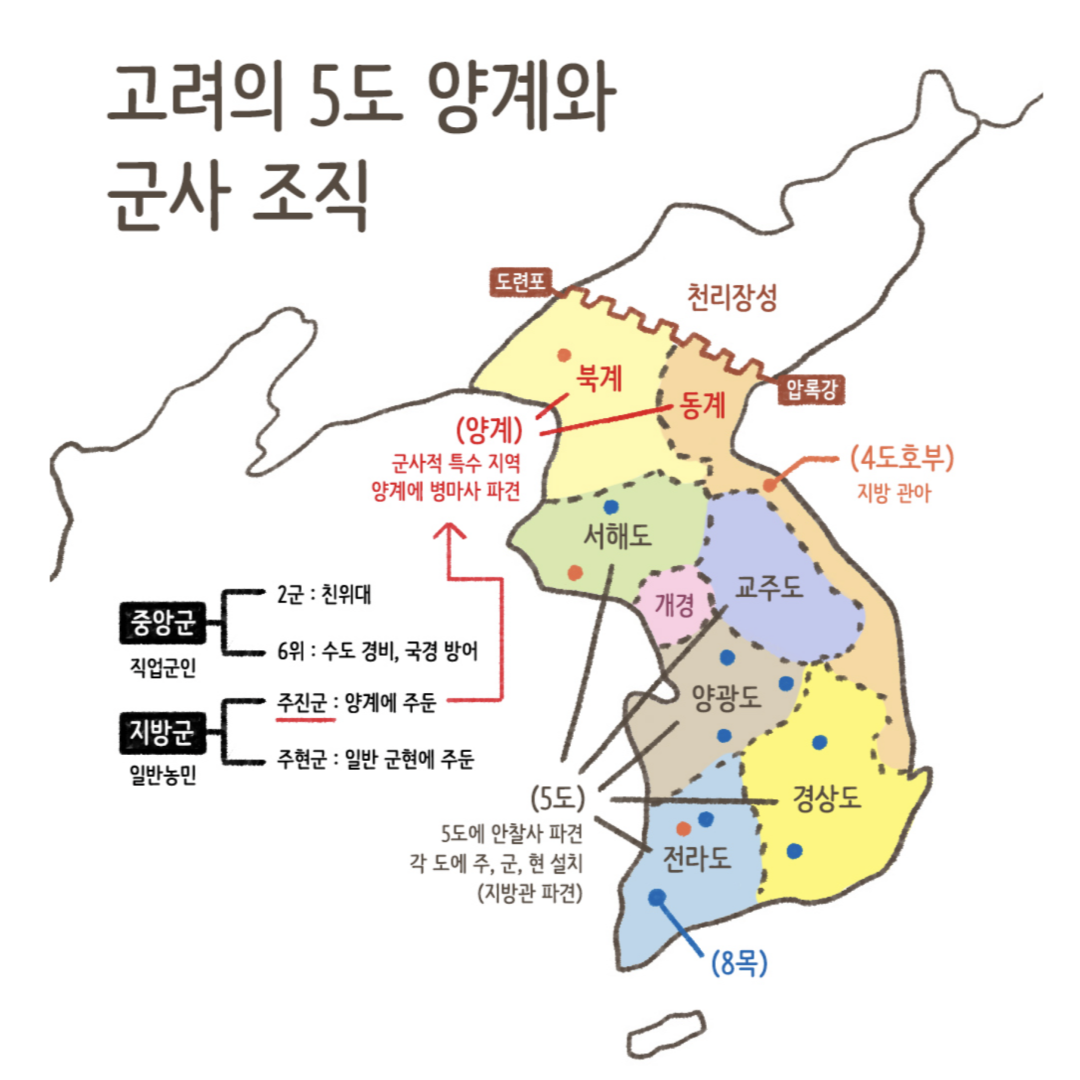 고려의 5도 양계와
군사 조직
도련포
천리장성
북계
동계
압록강
(양계)
군사적 특수 지역
양계에 병마사 파견
(4도호부)
지방 관아
서해도
개경
교주도
중앙군
직업군인
2군 : 친위대
6위 : 수도 경비, 국경 방어
지방군
일반농민
주진군 : 양계에 주둔
주현군 : 일반 군현에 주둔
양광도
(5도)
5도에 안찰사 파견
각 도에 주, 군, 현 설치
(지방관 파견)
경상도
전라도
(8목)